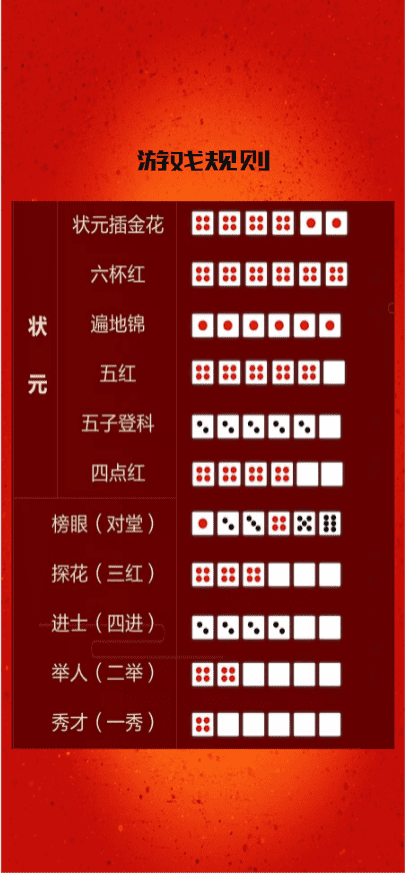 游戏规则
状元
状元插金花
六杯红
遍地锦
五红
五子登科
四点红
榜眼（对堂）
探花（三红）
进士（四进）
举人（二举）
秀才（一秀）